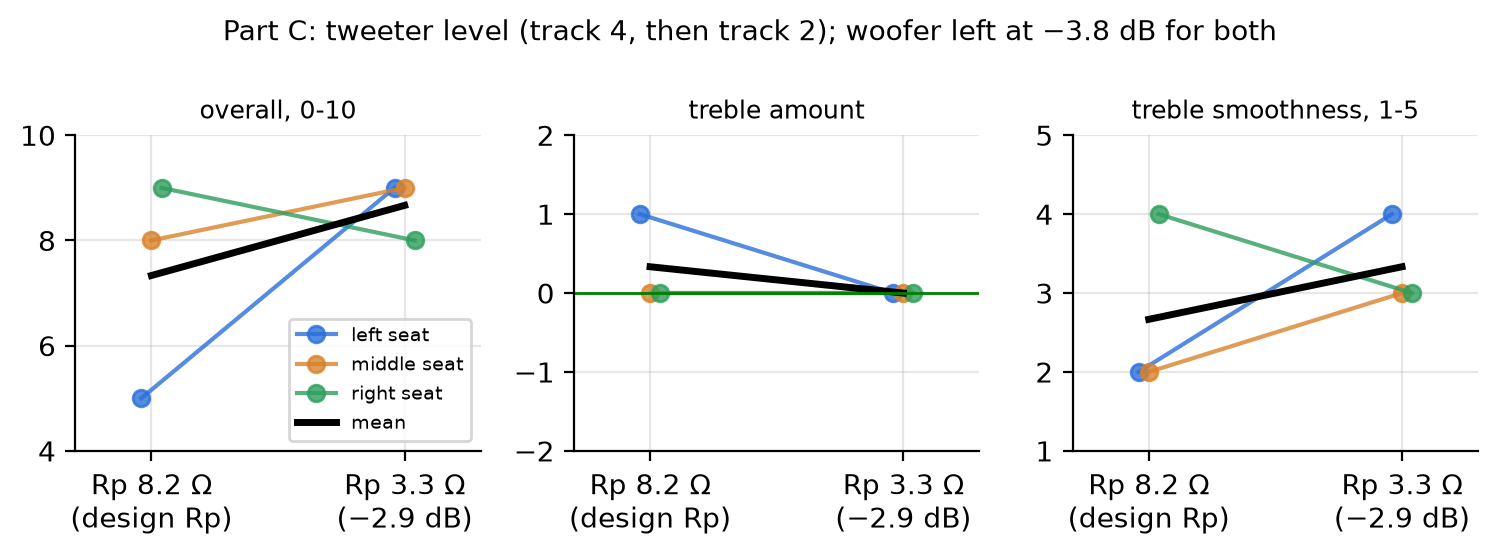 Part C: tweeter level (track 4, then track 2); woofer left at −3.8 dB for both
overall, 0-10
10
8
6
4
left seat
middle seat
right seat
mean
Rp 8.2 Ω
(design Rp)
Rp 3.3 Ω
(−2.9 dB)
treble amount
2
1
0
−1
−2
Rp 8.2 Ω
(design Rp)
Rp 3.3 Ω
(−2.9 dB)
treble smoothness, 1-5
5
4
3
2
1
Rp 8.2 Ω
(design Rp)
Rp 3.3 Ω
(−2.9 dB)